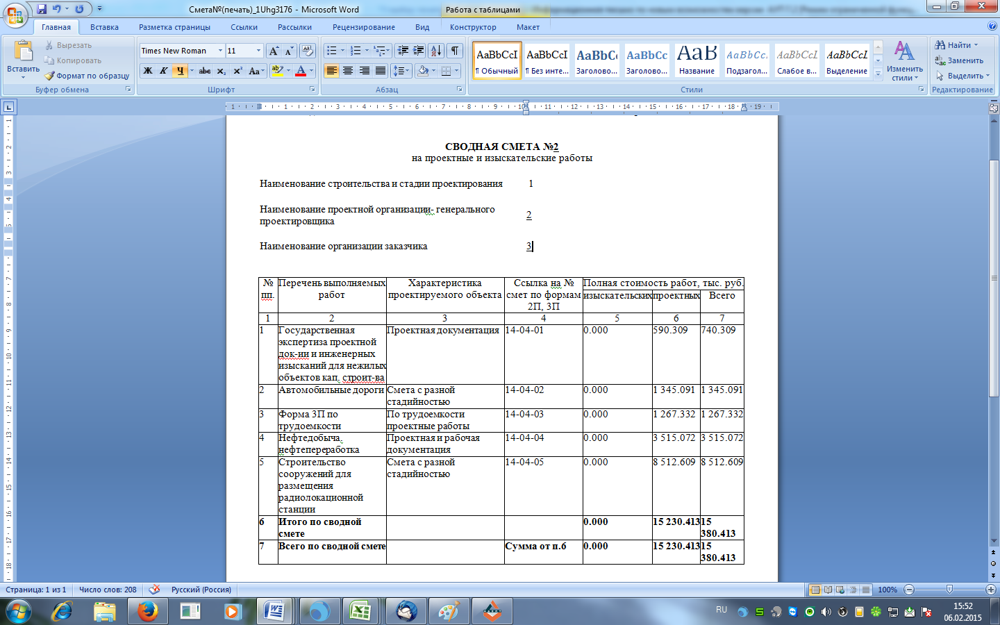 Смета№(печать)_1Uhg3176 - Microsoft Word
Работа с таблицами
Главная Вставка Разметка страницы Ссылки Рассылки Рецензирование Вид Конструктор Макет
Вставить
Вырезать
Копировать
Формат по образцу
Буфер обмена
Times New Roman 11
Ж К Ч abc x₂ x² Aa
Шрифт
Абзац
AaBbCcI AaBbCcI AaBbCc AaBbCc AaB AaBbCc. AaBbCcI AaBbCcI
¶ Обычный ¶ Без инте... Заголово... Заголово... Название Подзагол... Слабое в... Выделение
Изменить стили
Стили
Найти
Заменить
Выделить
Редактирование
1 1 2 3 4 5 6 7 8 9 10 11 12 13 14 15 16 17 18 19
СВОДНАЯ СМЕТА №2
на проектные и изыскательские работы
Наименование строительства и стадии проектирования 1
Наименование проектной организации- генерального
проектировщика 2
Наименование организации заказчика 3
№ пп. Перечень выполняемых работ Характеристика проектируемого объекта Ссылка на № смет по формам 2П, 3П Полная стоимость работ, тыс. руб.
изыскательских проектных Всего
1 2 3 4 5 6 7
1 Государственная Проектная документация 14-04-01 0.000 590.309 740.309
экспертиза проектной
док-ии и инженерных
изысканий для нежилых
объектов кап. строит-ва
2 Автомобильные дороги Смета с разной 14-04-02 0.000 1 345.091 1 345.091
стадийностью
3 Форма 3П по По трудоемкости 14-04-03 0.000 1 267.332 1 267.332
трудоемкости проектные работы
4 Нефтедобыча, Проектная и рабочая 14-04-04 0.000 3 515.072 3 515.072
нефтепереработка документация
5 Строительство Смета с разной 14-04-05 0.000 8 512.609 8 512.609
сооружений для стадийностью
размещения
радиолокационной
станции
6 Итого по сводной 0.000 15 230.413 15
смете 380.413
7 Всего по сводной смете Сумма от п.6 0.000 15 230.413 15
380.413
Страница: 1 из 1 Число слов: 208 Русский (Россия) 100%
RU 15:52
06.02.2015